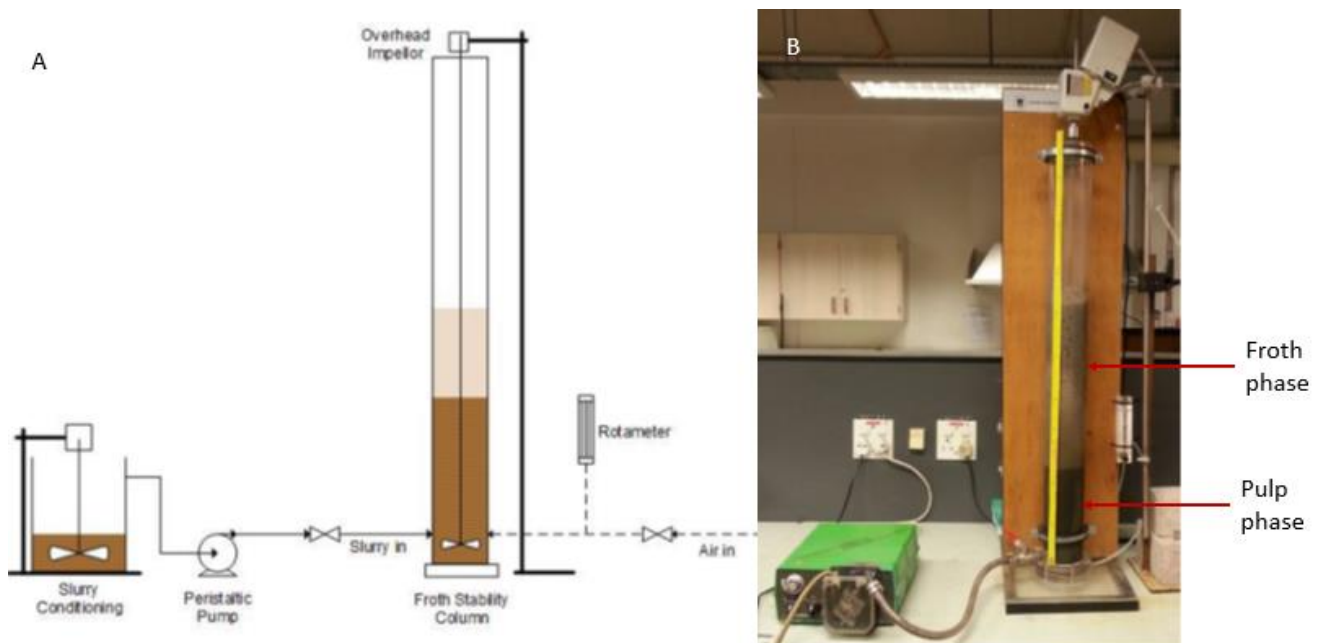 A
Overhead
Impellor
Rotameter
Slurry in
Air in
Slurry
Conditioning
Peristaltic
Pump
Froth Stability
Column
B
Froth
phase
Pulp
phase